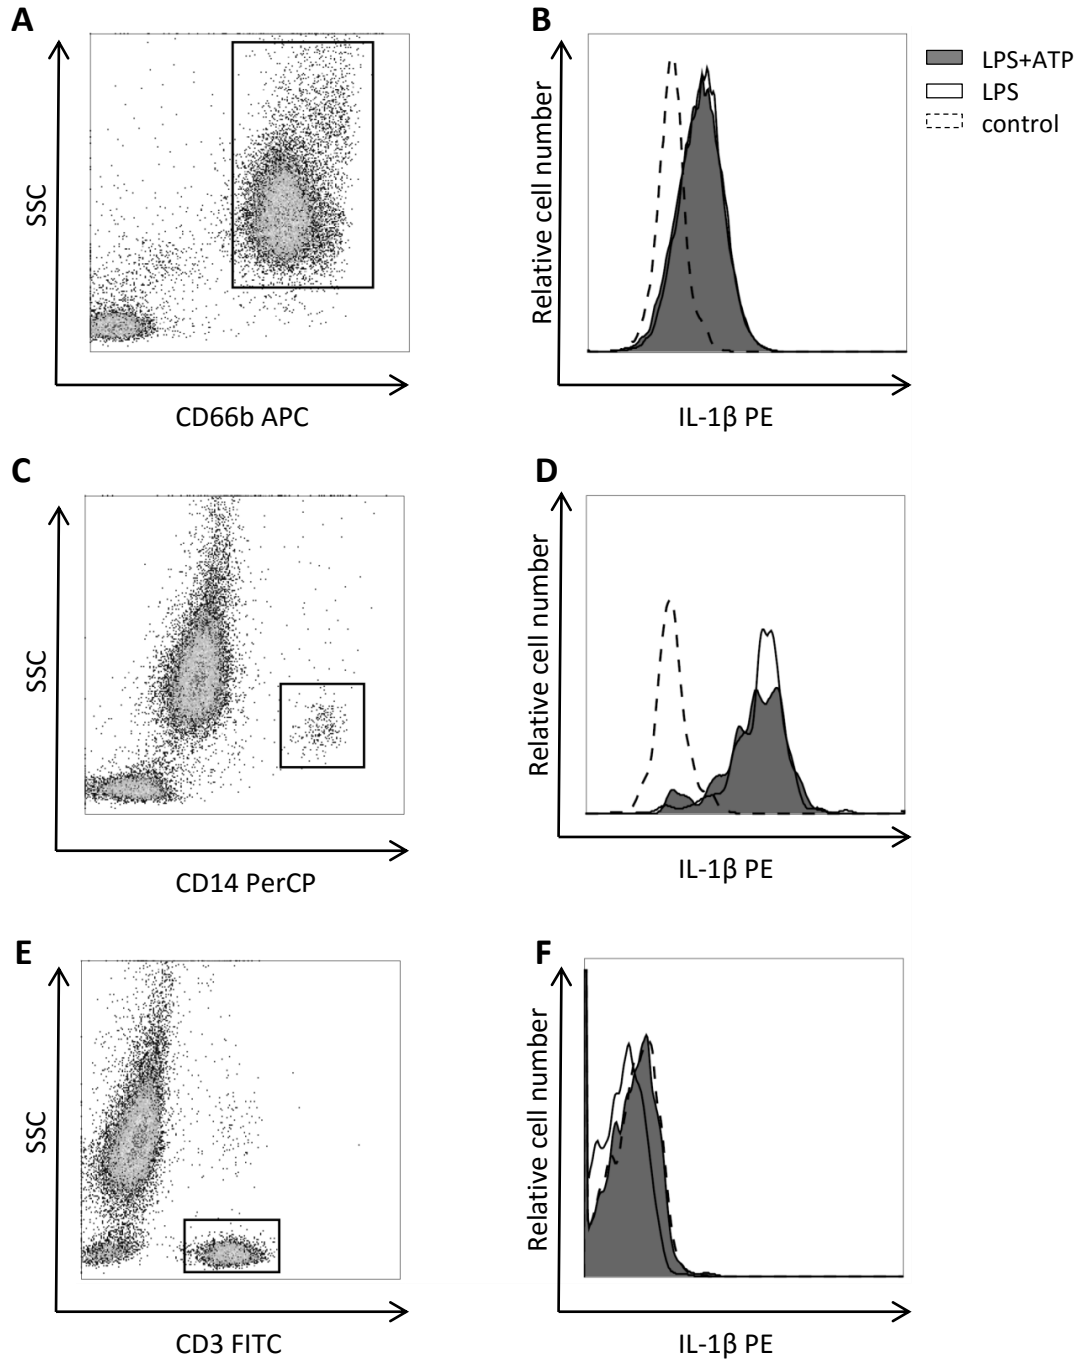 A
SSC
CD66b APC
B
Relative cell number
IL-1β PE
LPS+ATP
LPS
control
C
SSC
CD14 PerCP
D
Relative cell number
IL-1β PE
E
SSC
CD3 FITC
F
Relative cell number
IL-1β PE